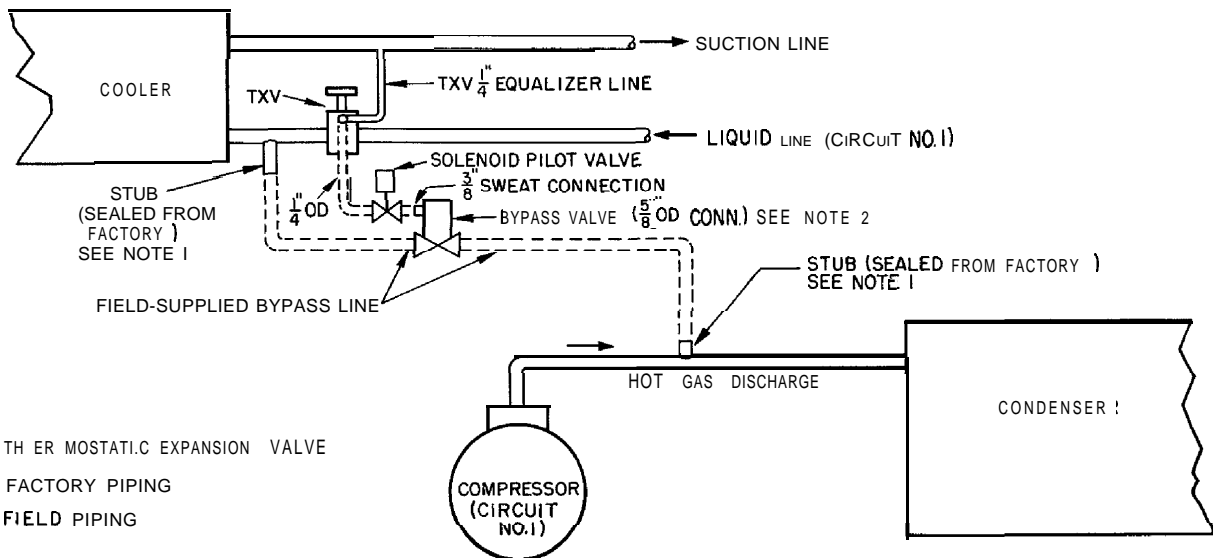 SUCTION LINE
COOLER
TXV 1/4" EQUALIZER LINE
TXV
LIQUID LINE (CIRCUIT NO.1)
SOLENOID PILOT VALVE
3/8" SWEAT CONNECTION
STUB
(SEALED FROM
FACTORY)
SEE NOTE 1
1/4" OD
BYPASS VALVE (5/8" OD CONN.) SEE NOTE 2
STUB (SEALED FROM FACTORY )
SEE NOTE 1
FIELD-SUPPLIED BYPASS LINE
HOT GAS DISCHARGE
CONDENSER
TH ER MOSTATI.C EXPANSION VALVE
FACTORY PIPING
FIELD PIPING
COMPRESSOR
(CIRCUIT
NO.1)